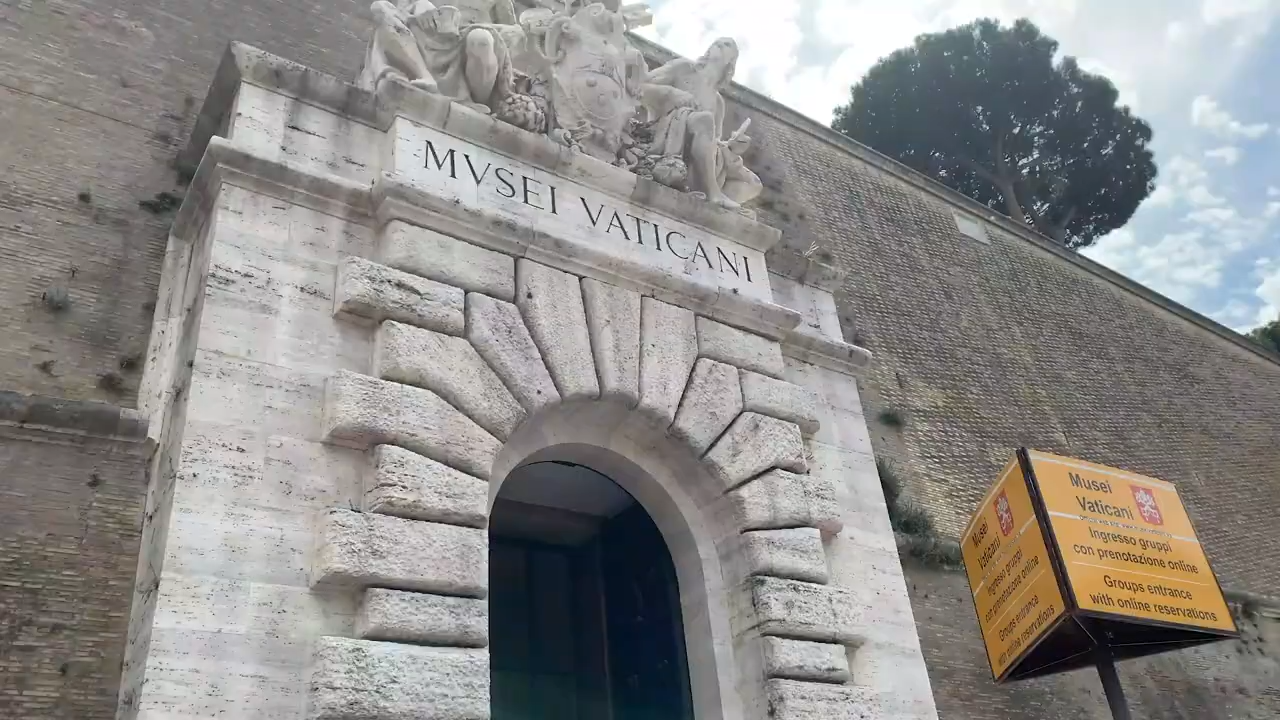 MVSEI VATICANI
Musei
Vaticani
Ingresso gruppi
con prenotazione online
Groups entrance
with online reservations
Musei
Vaticani
Ingresso gruppi
con prenotazione online
Groups entrance
with online reservations